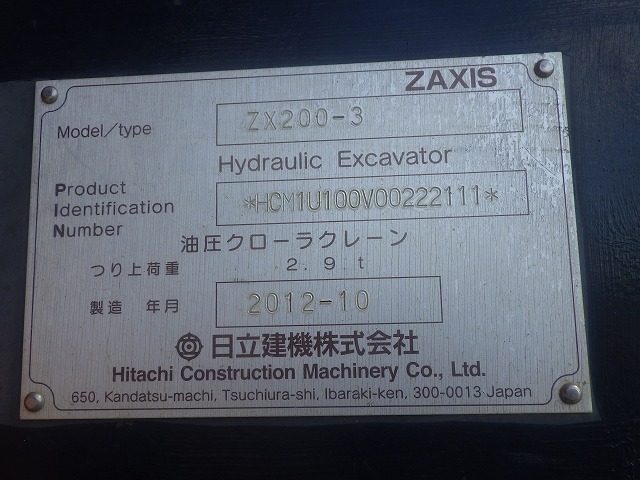 ZAXIS
Model/type ZX200-3
Hydraulic Excavator
Product
Identification
Number
*HCM1U100V00222111*
油圧クローラクレーン
つり上荷重 2.9 t
製造 年月 2012-10
日立建機株式会社
Hitachi Construction Machinery Co., Ltd.
650, Kandatsu-machi, Tsuchiura-shi, Ibaraki-ken, 300-0013 Japan